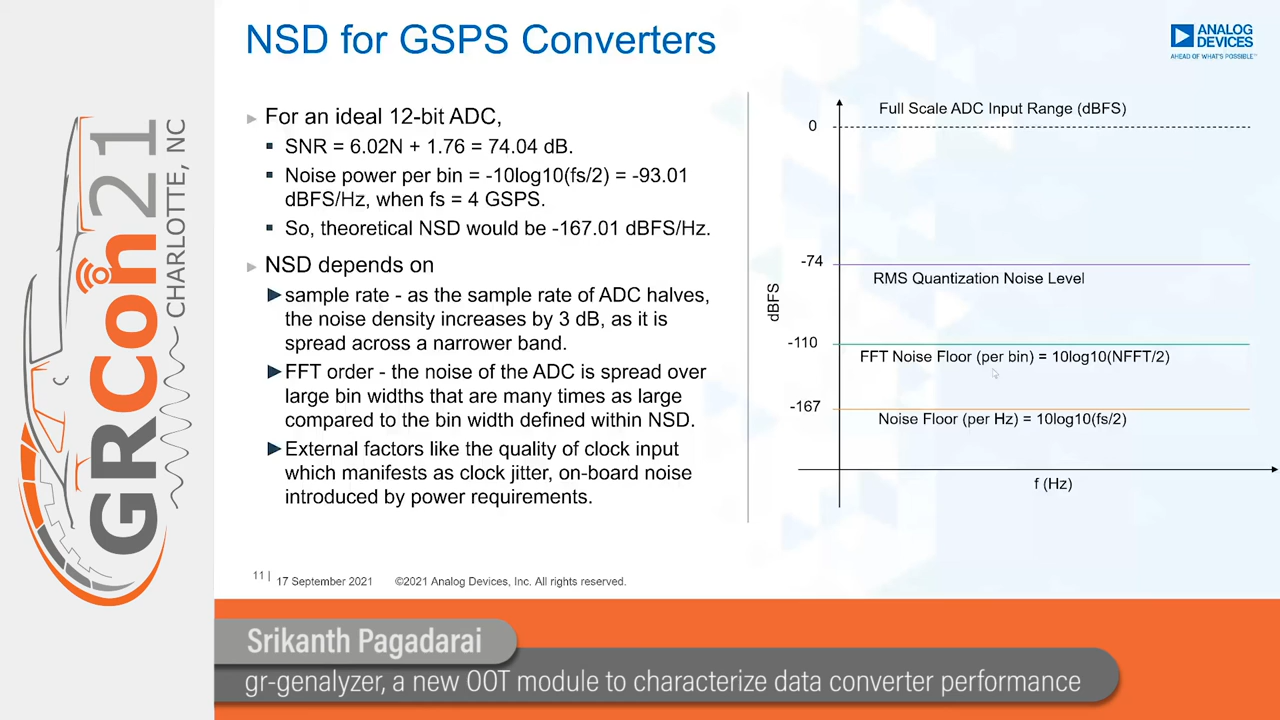 NSD for GSPS Converters
ANALOG
DEVICES
AHEAD OF WHAT'S POSSIBLE™
GRCon21
CHARLOTTE, NC
For an ideal 12-bit ADC,
SNR = 6.02N + 1.76 = 74.04 dB.
Noise power per bin = -10log10(fs/2) = -93.01
dBFS/Hz, when fs = 4 GSPS.
So, theoretical NSD would be -167.01 dBFS/Hz.
NSD depends on
sample rate - as the sample rate of ADC halves,
the noise density increases by 3 dB, as it is
spread across a narrower band.
FFT order - the noise of the ADC is spread over
large bin widths that are many times as large
compared to the bin width defined within NSD.
External factors like the quality of clock input
which manifests as clock jitter, on-board noise
introduced by power requirements.
Full Scale ADC Input Range (dBFS)
0
-74
RMS Quantization Noise Level
dBFS
-110
FFT Noise Floor (per bin) = 10log10(NFFT/2)
-167
Noise Floor (per Hz) = 10log10(fs/2)
f (Hz)
11 | 17 September 2021 ©2021 Analog Devices, Inc. All rights reserved.
Srikanth Pagadarai
gr-genalyzer, a new OOT module to characterize data converter performance